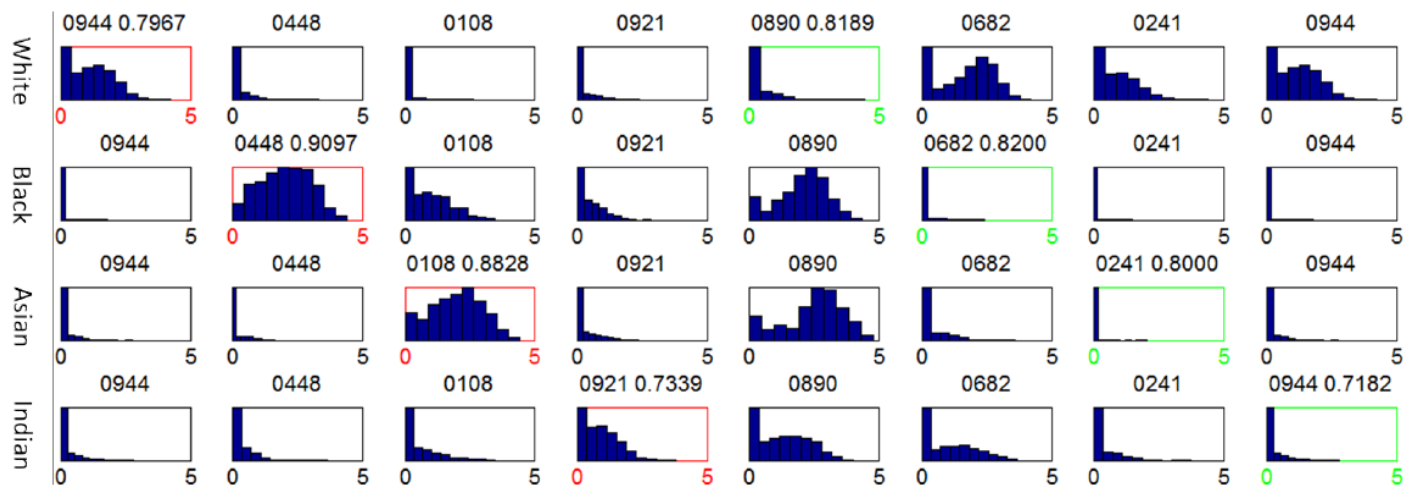 White
0944 0.7967 0448 0108 0921 0890 0.8189 0682 0241 0944
0 5 0 5 0 5 0 5 0 5 0 5 0 5 0 5
Black
0944 0448 0.9097 0108 0921 0890 0682 0.8200 0241 0944
0 5 0 5 0 5 0 5 0 5 0 5 0 5 0 5
Asian
0944 0448 0108 0.8828 0921 0890 0682 0241 0.8000 0944
0 5 0 5 0 5 0 5 0 5 0 5 0 5 0 5
Indian
0944 0448 0108 0921 0.7339 0890 0682 0241 0944 0.7182
0 5 0 5 0 5 0 5 0 5 0 5 0 5 0 5